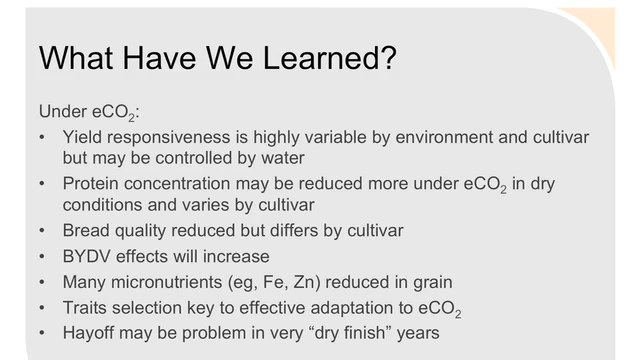 What Have We Learned?
Under eCO₂:
• Yield responsiveness is highly variable by environment and cultivar
but may be controlled by water
• Protein concentration may be reduced more under eCO₂ in dry
conditions and varies by cultivar
• Bread quality reduced but differs by cultivar
• BYDV effects will increase
• Many micronutrients (eg, Fe, Zn) reduced in grain
• Traits selection key to effective adaptation to eCO₂
• Hayoff may be problem in very “dry finish” years